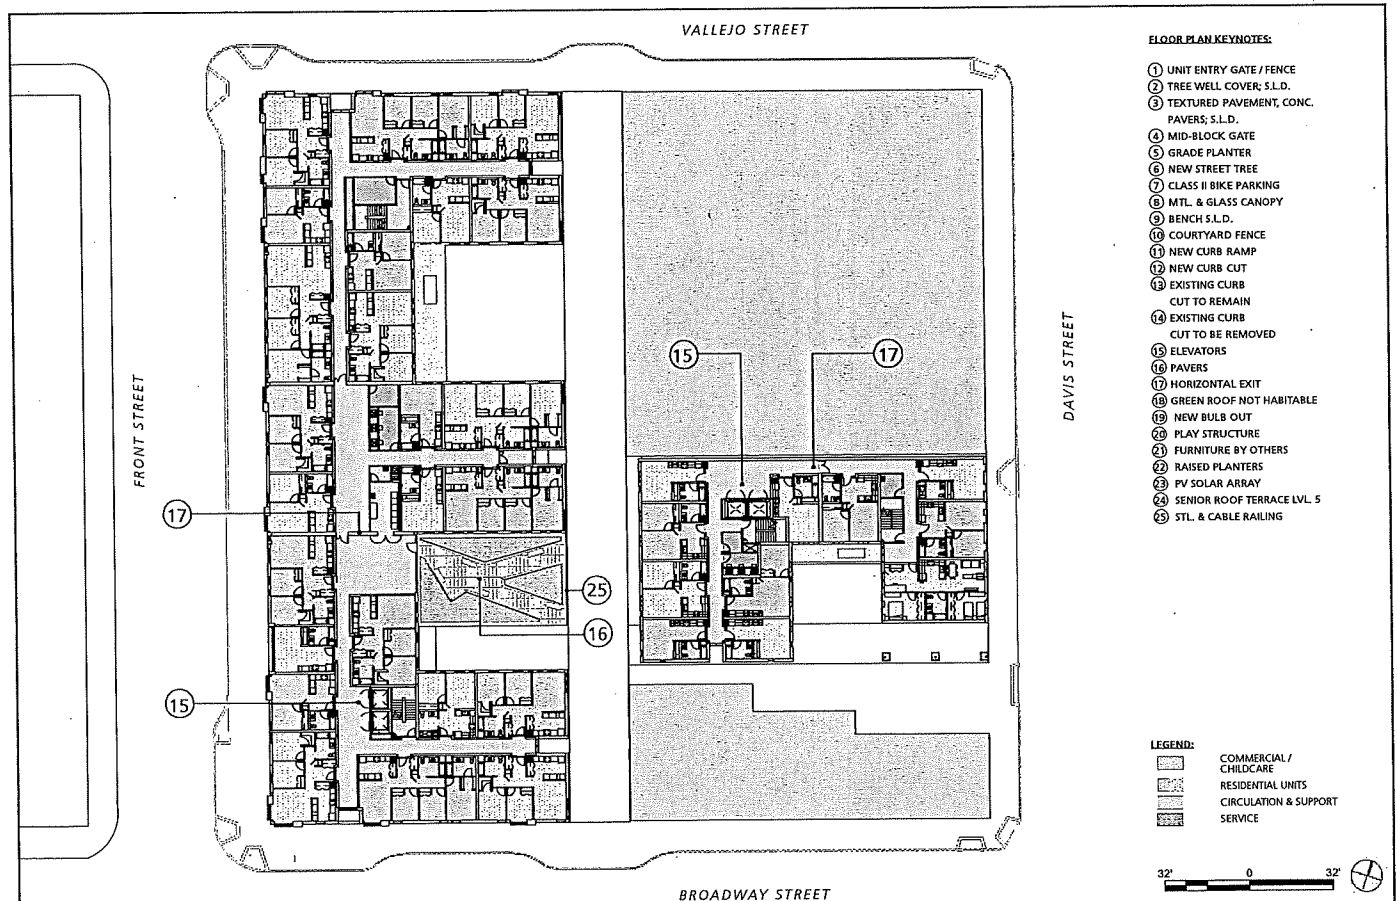 VALLEJO STREET
FRONT STREET
DAVIS STREET
BROADWAY STREET
15
17
17
25
16
15
FLOOR PLAN KEYNOTES:
1 UNIT ENTRY GATE / FENCE
2 TREE WELL COVER; S.L.D.
3 TEXTURED PAVEMENT, CONC.
PAVERS; S.L.D.
4 MID-BLOCK GATE
5 GRADE PLANTER
6 NEW STREET TREE
7 CLASS II BIKE PARKING
8 MTL. & GLASS CANOPY
9 BENCH S.L.D.
10 COURTYARD FENCE
11 NEW CURB RAMP
12 NEW CURB CUT
13 EXISTING CURB
CUT TO REMAIN
14 EXISTING CURB
CUT TO BE REMOVED
15 ELEVATORS
16 PAVERS
17 HORIZONTAL EXIT
18 GREEN ROOF NOT HABITABLE
19 NEW BULB OUT
20 PLAY STRUCTURE
21 FURNITURE BY OTHERS
22 RAISED PLANTERS
23 PV SOLAR ARRAY
24 SENIOR ROOF TERRACE LVL. 5
25 STL. & CABLE RAILING
LEGEND:
COMMERCIAL /
CHILDCARE
RESIDENTIAL UNITS
CIRCULATION & SUPPORT
SERVICE
32' 0 32'